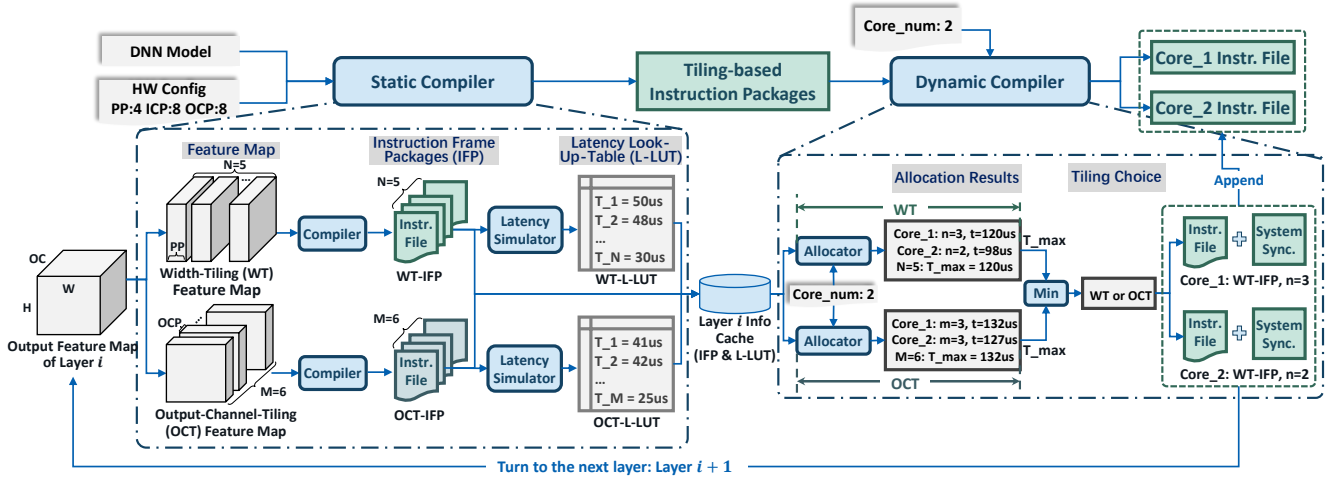 Core_num: 2
DNN Model
HW Config
PP:4 ICP:8 OCP:8
Static Compiler
Tiling-based
Instruction Packages
Dynamic Compiler
Core_1 Instr. File
Core_2 Instr. File
Feature Map
Instruction Frame
Packages (IFP)
Latency Look-
Up-Table (L-LUT)
N=5
...
PP
Width-Tiling (WT)
Feature Map
Compiler
N=5
Instr.
File
WT-IFP
Latency
Simulator
T_1 = 50us
T_2 = 48us
...
T_N = 30us
WT-L-LUT
OC
W
H
Output Feature Map
of Layer i
OCP
...
M=6
Output-Channel-Tiling
(OCT) Feature Map
Compiler
M=6
Instr.
File
OCT-IFP
Latency
Simulator
T_1 = 41us
T_2 = 42us
...
T_M = 25us
OCT-L-LUT
Layer i Info
Cache
(IFP & L-LUT)
Allocation Results
Tiling Choice
Append
WT
Allocator
Core_1: n=3, t=120us
Core_2: n=2, t=98us
N=5: T_max = 120us
T_max
Core_num: 2
Min
WT or OCT
Allocator
Core_1: m=3, t=132us
Core_2: m=3, t=127us
M=6: T_max = 132us
T_max
OCT
Instr.
File
System
Sync.
Core_1: WT-IFP, n=3
Instr.
File
System
Sync.
Core_2: WT-IFP, n=2
Turn to the next layer: Layer i + 1